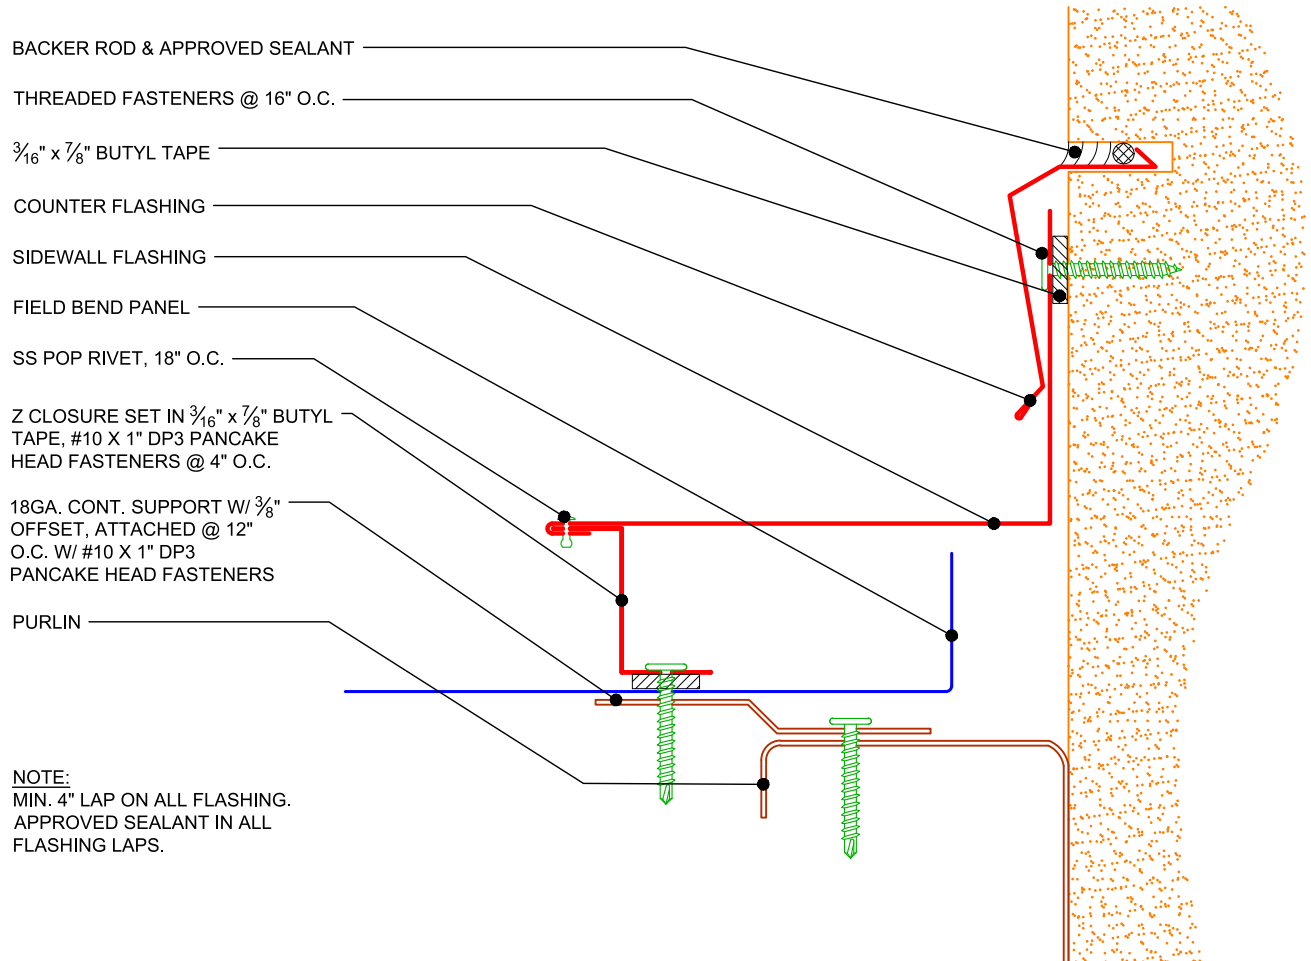 BACKER ROD & APPROVED SEALANT
THREADED FASTENERS @ 16" O.C.
3/16" x 7/8" BUTYL TAPE
COUNTER FLASHING
SIDEWALL FLASHING
FIELD BEND PANEL
SS POP RIVET, 18" O.C.
Z CLOSURE SET IN 3/16" x 7/8" BUTYL
TAPE, #10 X 1" DP3 PANCAKE
HEAD FASTENERS @ 4" O.C.
18GA. CONT. SUPPORT W/ 3/8"
OFFSET, ATTACHED @ 12"
O.C. W/ #10 X 1" DP3
PANCAKE HEAD FASTENERS
PURLIN
NOTE:
MIN. 4" LAP ON ALL FLASHING.
APPROVED SEALANT IN ALL
FLASHING LAPS.